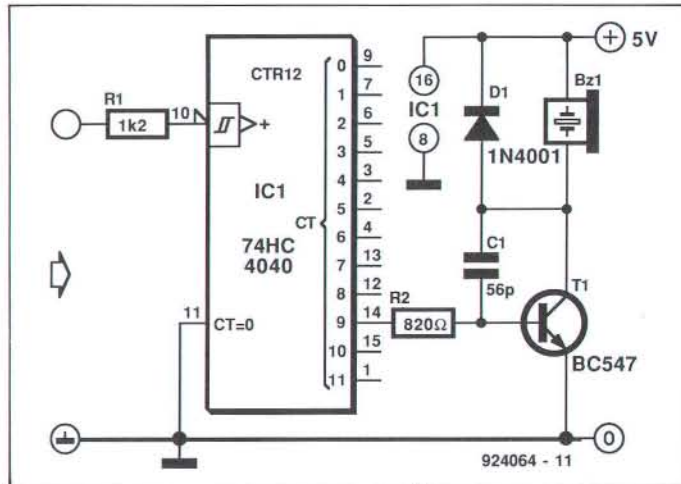 CTR12
9
5V
R1
10
0
7
16
D1
Bz1
1k2
+
1
6
IC1
2
5
8
3
3
1N4001
IC1
4
2
CT
5
4
6
74HC
13
C1
4040
7
12
56p
T1
8
R2
11
14
CT=0
9
820Ω
15
10
1
BC547
11
0
924064 - 11